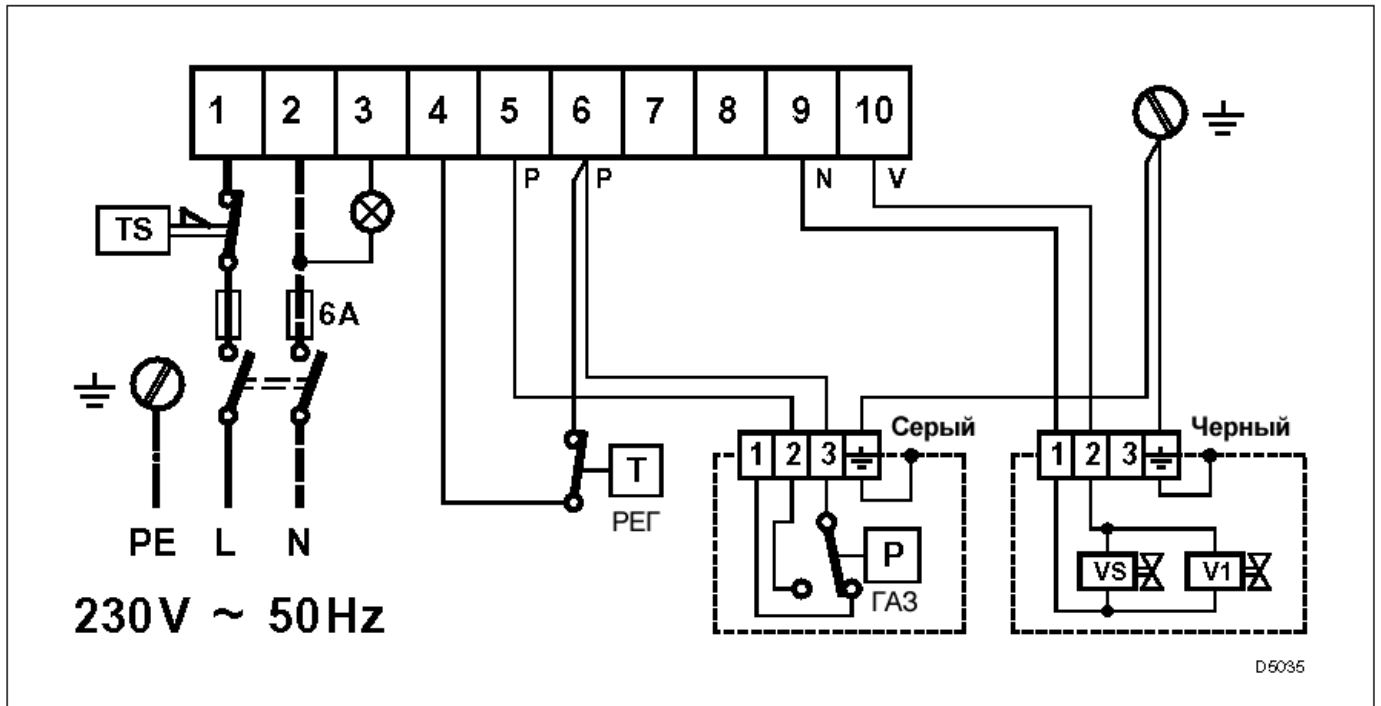 1 2 3 4 5 6 7 8 9 10
P P N V
TS
6A
Серый
Черный
1 2 3
1 2 3
T
РЕГ
PE L N
P
ГАЗ
VS V1
230V ~ 50Hz
D5035